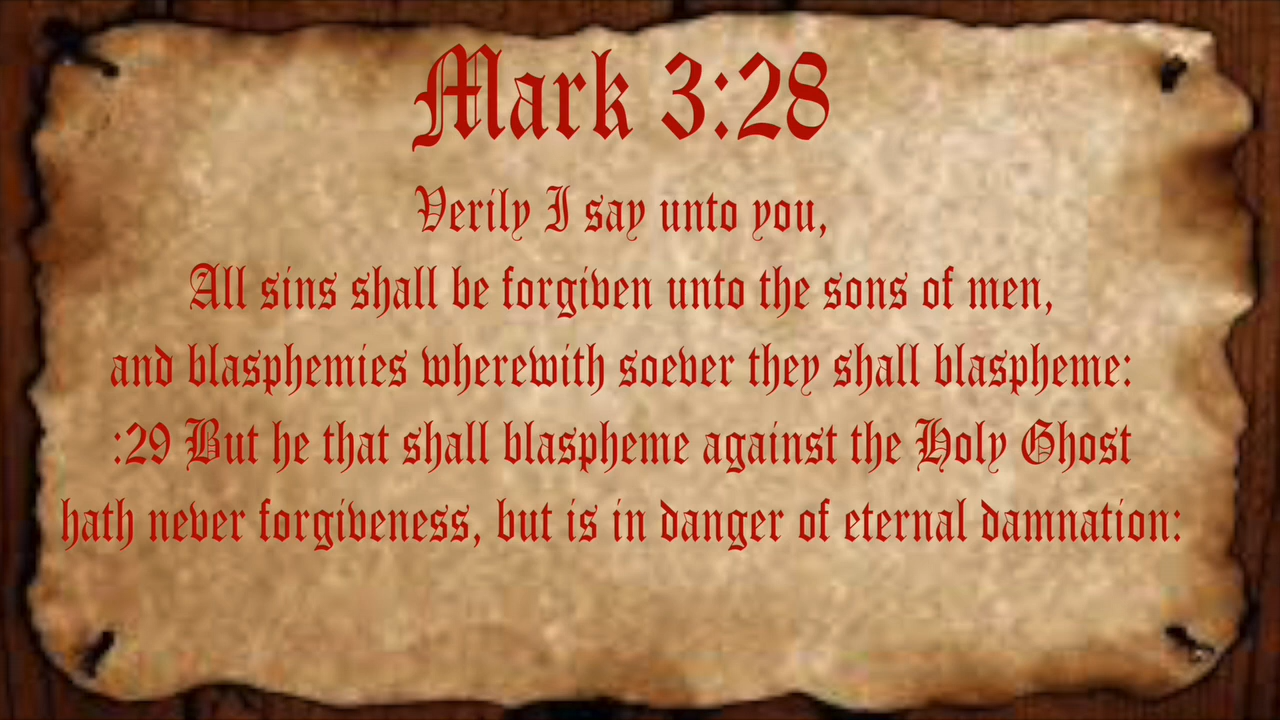 Mark 3:28
Verily I say unto you,
All sins shall be forgiven unto the sons of men,
and blasphemies wherewith soever they shall blaspheme:
:29 But he that shall blaspheme against the Holy Ghost
hath never forgiveness, but is in danger of eternal damnation: